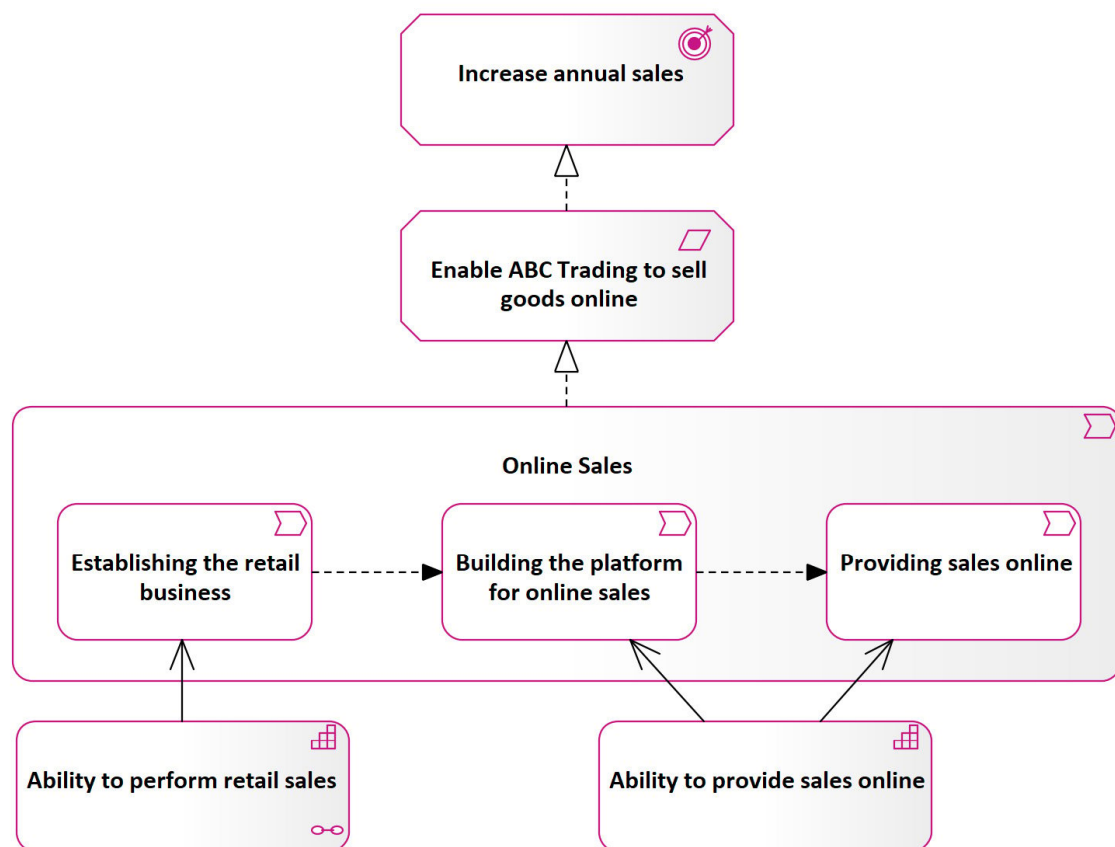 Increase annual sales
Enable ABC Trading to sell
goods online
Online Sales
Establishing the retail
business
Building the platform
for online sales
Providing sales online
Ability to perform retail sales
Ability to provide sales online